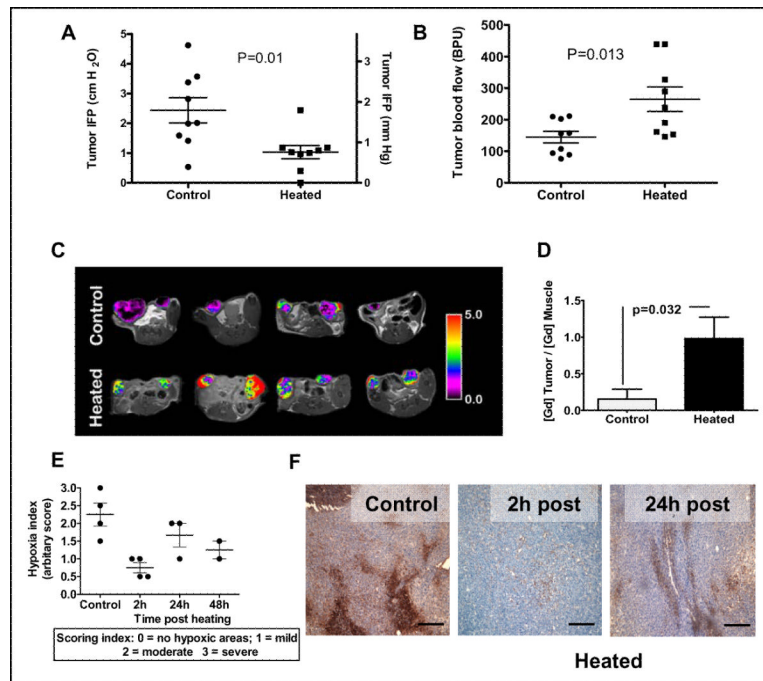 A
P=0.01
Tumor IFP (cm H2O)
5
4
3
2
1
0
Tumor IFP (mm Hg)
3
2
1
0
Control
Heated
B
P=0.013
Tumor blood flow (BPU)
500
400
300
200
100
0
Control
Heated
C
Control
Heated
5.0
0.0
D
p=0.032
[Gd] Tumor / [Gd] Muscle
1.5
1.0
0.5
0.0
Control
Heated
E
Hypoxia index
(arbitary score)
3.0
2.5
2.0
1.5
1.0
0.5
0.0
Control 2h 24h 48h
Time post heating
Scoring index: 0 = no hypoxic areas; 1 = mild
2 = moderate 3 = severe
F
Control
2h post
24h post
Heated